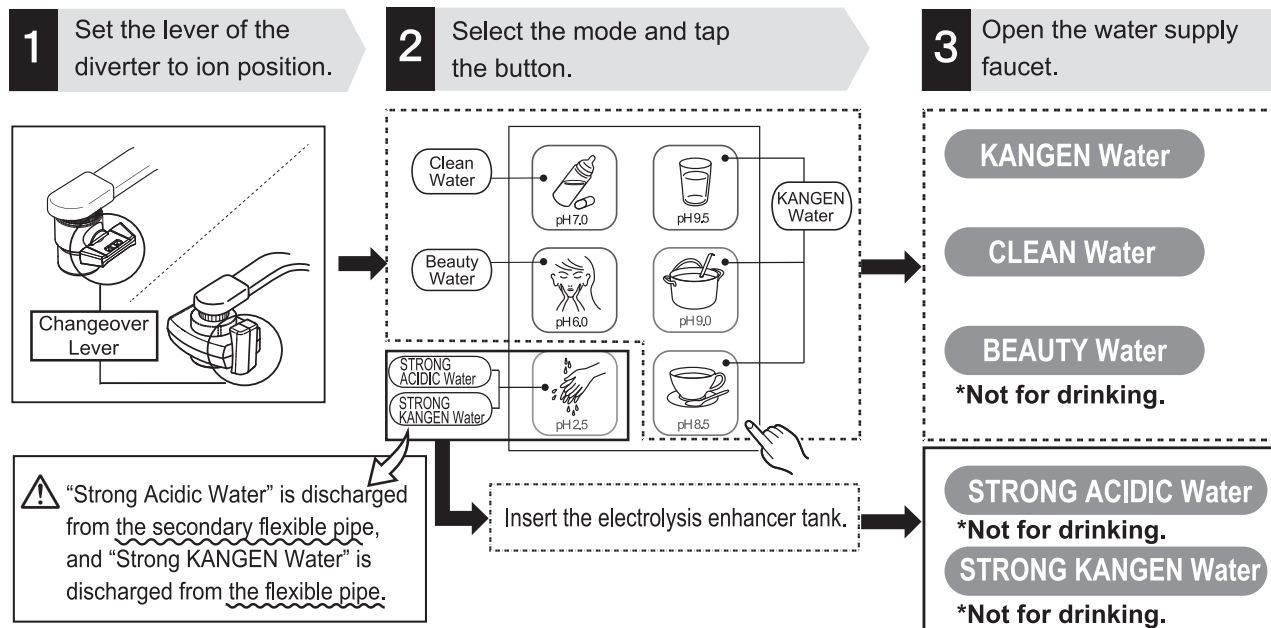 1
Set the lever of the
diverter to ion position.
2
Select the mode and tap
the button.
3
Open the water supply
faucet.
Changeover
Lever
Clean
Water
pH7.0
pH9.5
KANGEN
Water
Beauty
Water
pH6.0
pH9.0
STRONG
ACIDIC Water
STRONG
KANGEN Water
pH2.5
pH8.5
"Strong Acidic Water" is discharged
from the secondary flexible pipe,
and "Strong KANGEN Water" is
discharged from the flexible pipe.
Insert the electrolysis enhancer tank.
KANGEN Water
CLEAN Water
BEAUTY Water
*Not for drinking.
STRONG ACIDIC Water
*Not for drinking.
STRONG KANGEN Water
*Not for drinking.